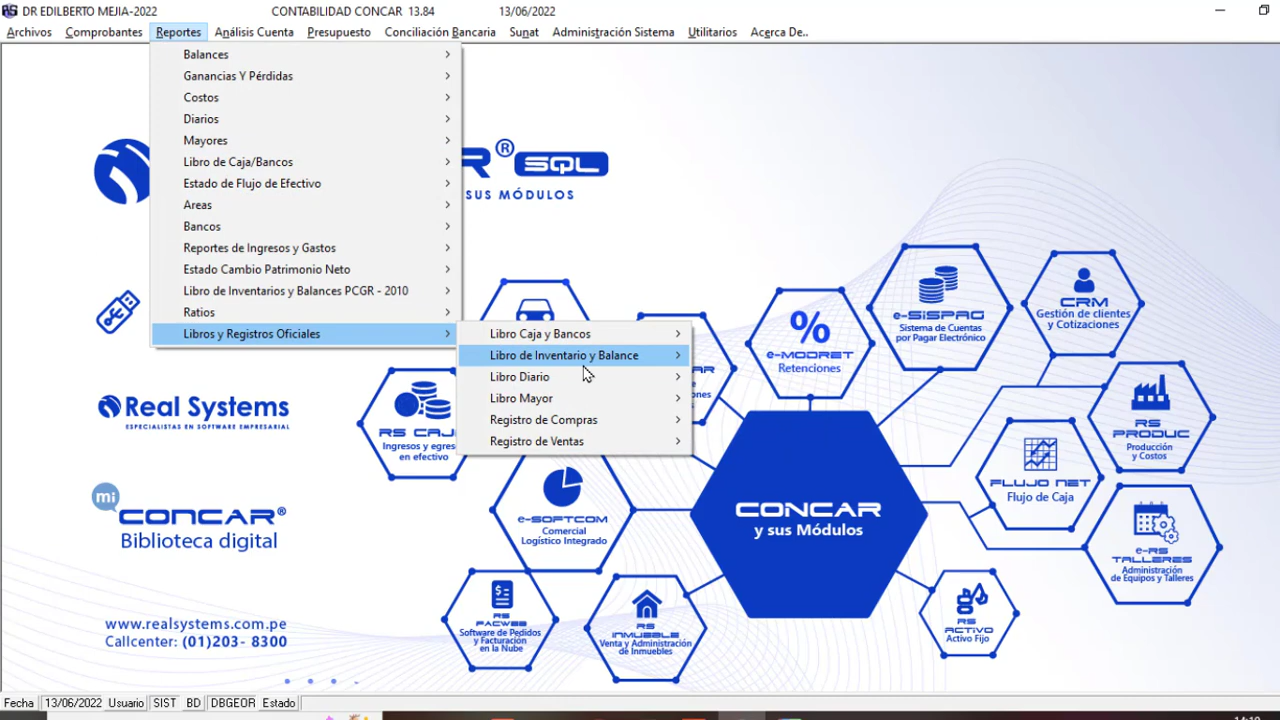 DR EDILBERTO MEJIA-2022 CONTABILIDAD CONCAR 13.84 13/06/2022
Archivos Comprobantes Reportes Análisis Cuenta Presupuesto Conciliación Bancaria Sunat Administración Sistema Utilitarios Acerca De..
Balances
Ganancias Y Pérdidas
Costos
Diarios
Mayores
Libro de Caja/Bancos
Estado de Flujo de Efectivo
Areas
Bancos
Reportes de Ingresos y Gastos
Estado Cambio Patrimonio Neto
Libro de Inventarios y Balances PCGR - 2010
Ratios
Libros y Registros Oficiales
Libro Caja y Bancos
Libro de Inventario y Balance
Libro Diario
Libro Mayor
Registro de Compras
Registro de Ventas
R® SQL
SUS MÓDULOS
e-SISPAG
Sistema de Cuentas
por Pagar Electrónico
CRM
Gestión de clientes
y Cotizaciones
%
e-MODRET
Retenciones
Real Systems
ESPECIALISTAS EN SOFTWARE EMPRESARIAL
RS CAJ
Ingresos y egre
en efectivo
RS
PRODUC
Producción
y Costos
FLUJO NET
Flujo de Caja
mi
CONCAR®
Biblioteca digital
e-SOFTCOM
Comercial
Logístico Integrado
CONCAR
y sus Módulos
e-RS
TALLERES
Administración
de Equipos y Talleres
www.realsystems.com.pe
Callcenter: (01)203- 8300
RS
FACWEB
Software de Pedidos
y Facturación
en la Nube
RS
INMUEBLE
Venta y Administración
de Inmuebles
RS
ACTIVO
Activo Fijo
Fecha 13/06/2022 Usuario SIST BD DBGEOR Estado